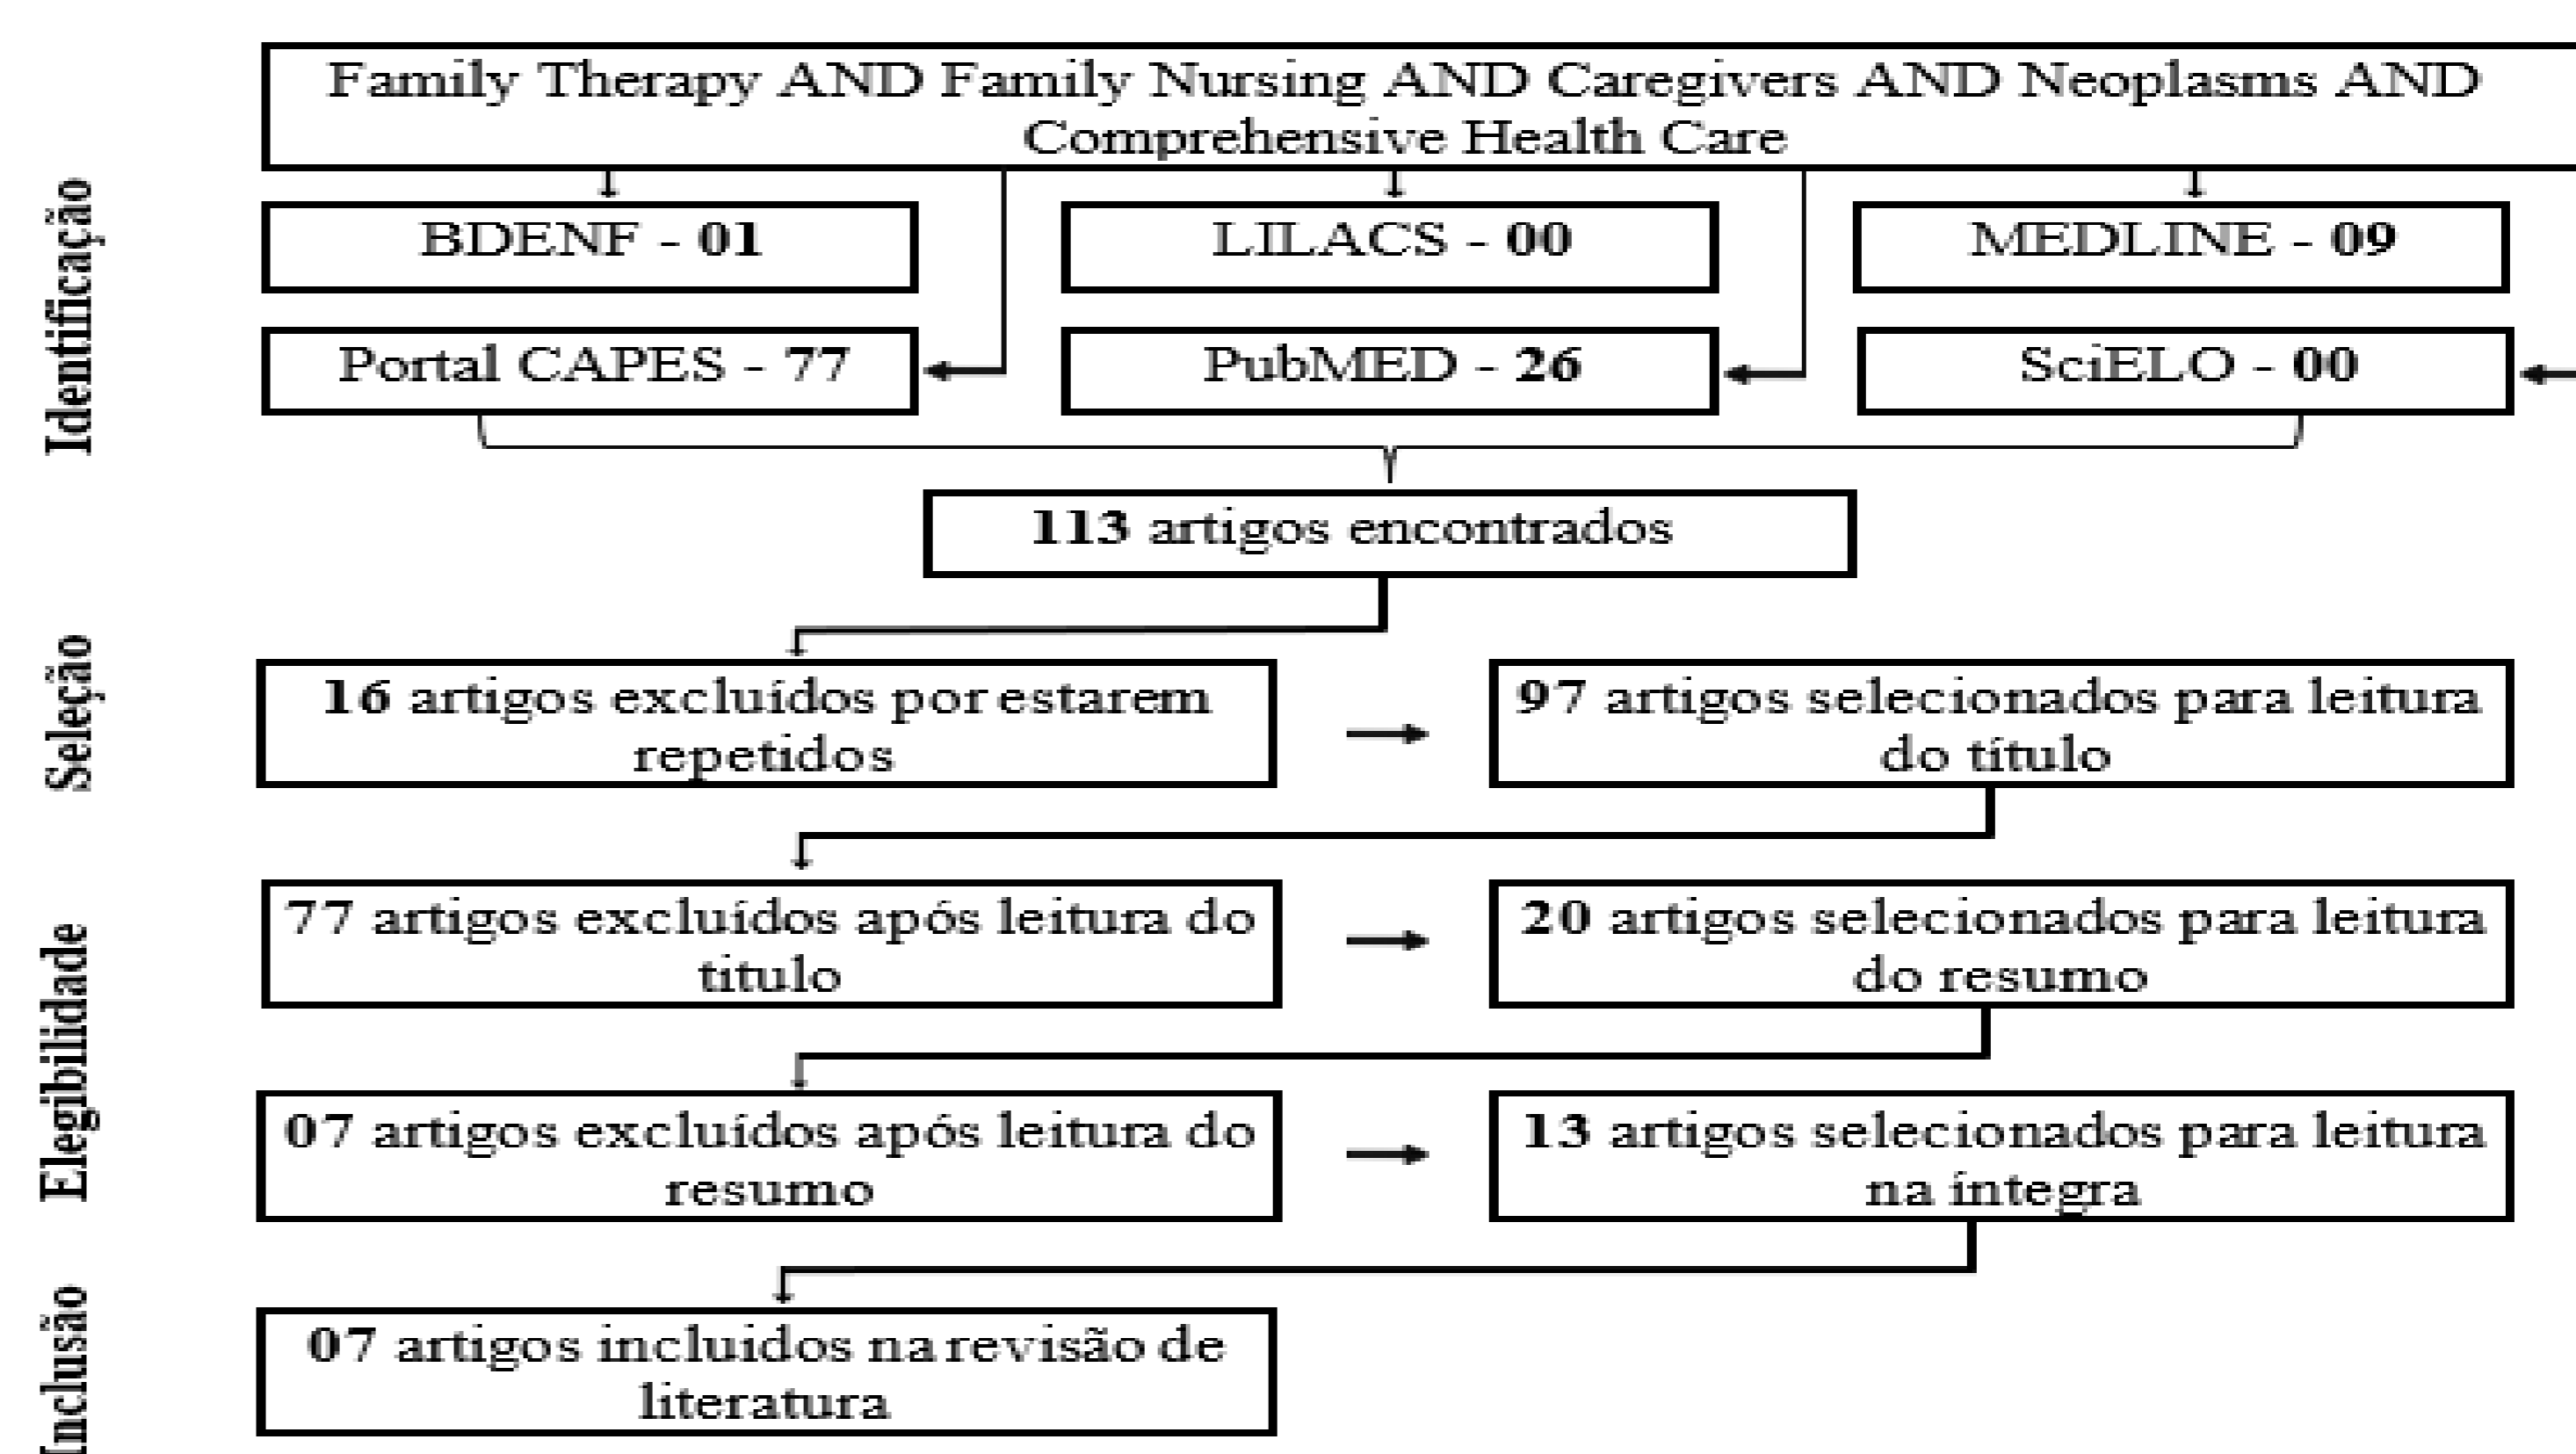 Family Therapy AND Family Nursing AND Caregivers AND Neoplasms AND
Comprehensive Health Care
Identificação
BDENF - 01
LILACS - 00
MEDLINE - 09
Portal CAPES - 77
PubMED - 26
SciELO - 00
113 artigos encontrados
Seleção
16 artigos excluídos por estarem
repetidos
97 artigos selecionados para leitura
do título
Elegibilidade
77 artigos excluídos após leitura do
titulo
20 artigos selecionados para leitura
do resumo
07 artigos excluídos após leitura do
resumo
13 artigos selecionados para leitura
na íntegra
Inclusão
07 artigos incluidos na revisão de
literatura